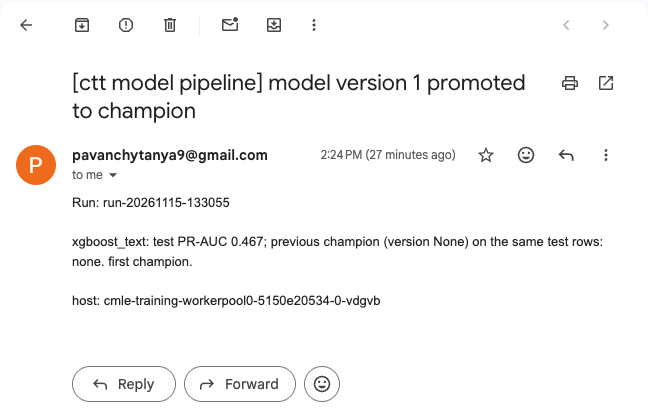 [ctt model pipeline] model version 1 promoted
to champion
P
pavanchytanya9@gmail.com
2:24 PM (27 minutes ago)
to me
Run: run-20261115-133055
xgboost_text: test PR-AUC 0.467; previous champion (version None) on the same test rows:
none. first champion.
host: cmle-training-workerpool0-5150e20534-0-vdgvb
Reply
Forward